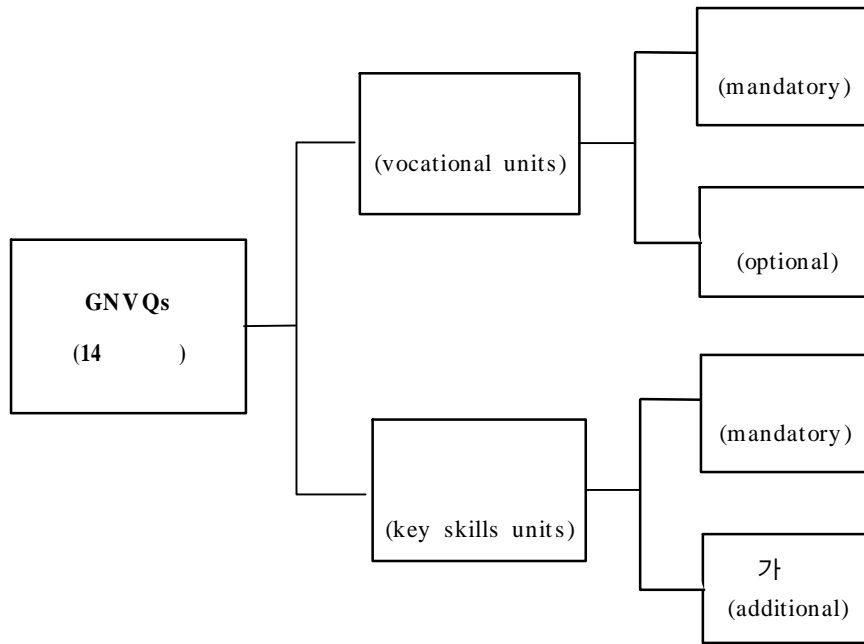 (mandatory)
(vocational units)
(optional)
GNVQs
(14 )
(mandatory)
(key skills units)
가
(additional)